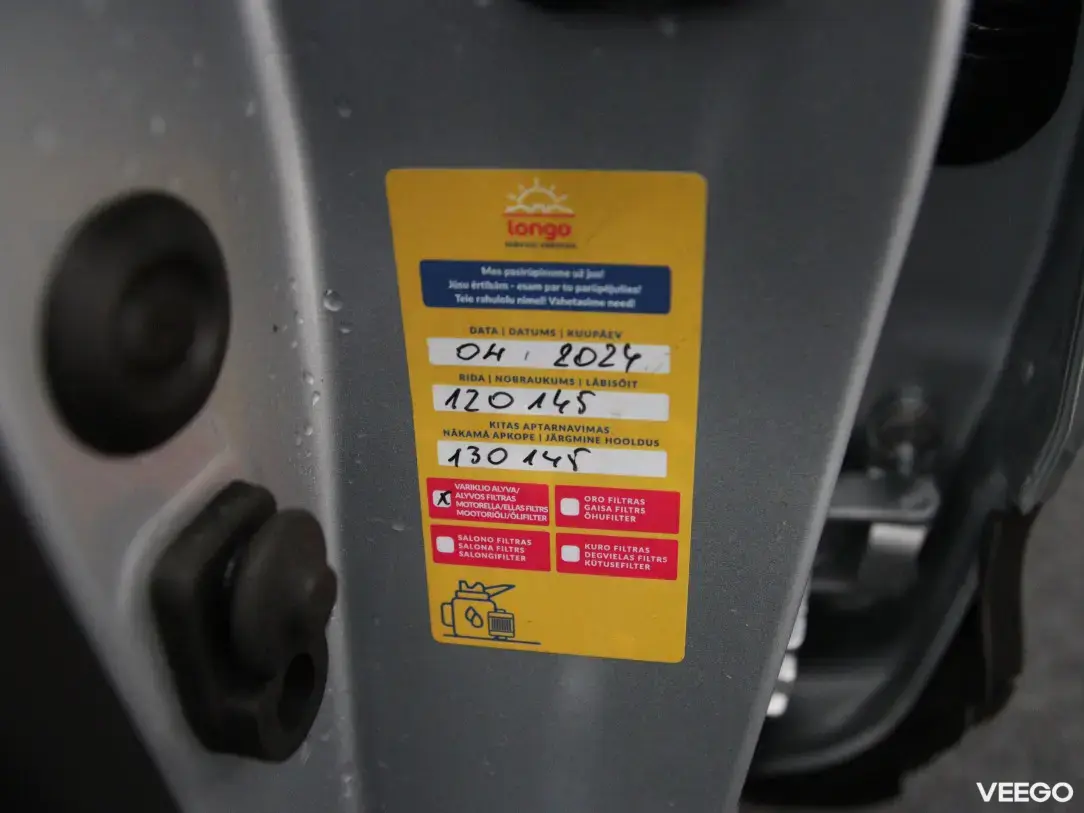 longo
Mes pasirūpinome už jus!
Jūsu ērtībām - esam par to parūpējušies!
Teie rahulolu nimel! Vahetasime need!
DATA | DATUMS | KUUPÄEV
04. 2024
RIDA | NOBRAUKUMS | LÄBISÕIT
120 145
KITAS APTARNAVIMAS
NĀKAMĀ APKOPE | JÄRGMINE HOOLDUS
130 145
X VARIKLIO ALYVA/
ALYVOS FILTRAS
MOTOREĻĻA/EĻĻAS FILTRS
MOOTORIÕLI/ÕLIFILTER
ORO FILTRAS
GAISA FILTRS
ÕHUFILTER
SALONO FILTRAS
SALONA FILTRS
SALONGIFILTER
KURO FILTRAS
DEGVIELAS FILTRS
KÜTUSEFILTER
VEEGO